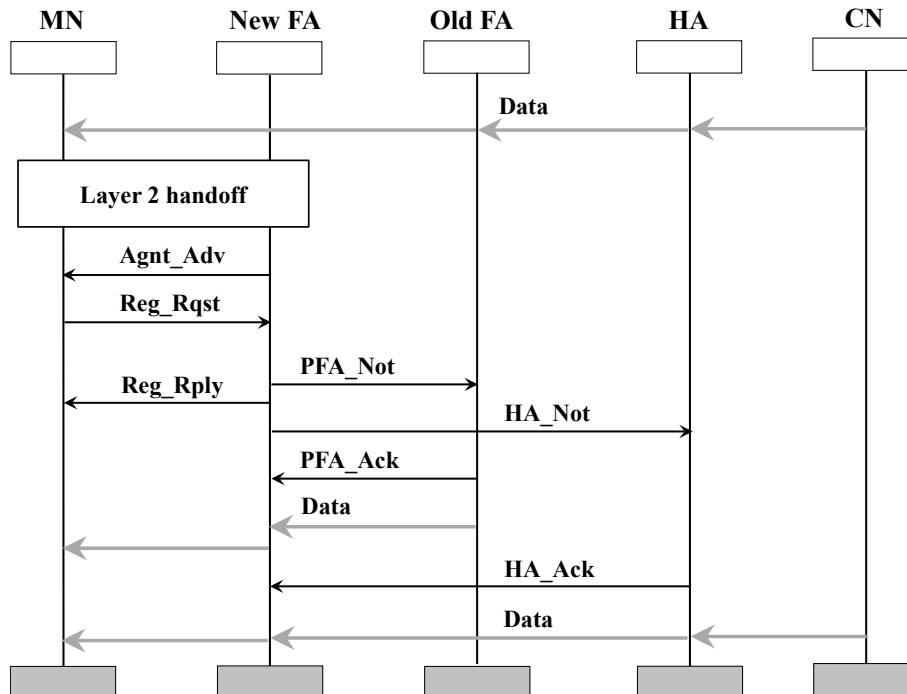 MN New FA Old FA HA CN
Data
Layer 2 handoff
Agnt_Adv
Reg_Rqst
PFA_Not
Reg_Rply
HA_Not
PFA_Ack
Data
HA_Ack
Data